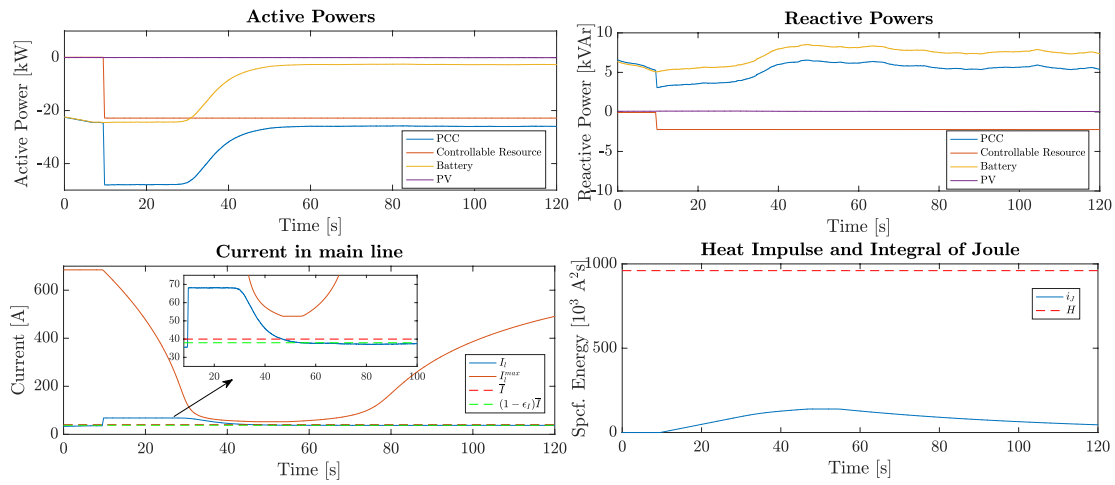 Active Powers
Active Power [kW]
0
-20
-40
0
20
40
60
80
100
120
Time [s]
PCC
Controllable Resource
Battery
PV
Reactive Powers
Reactive Power [kVAr]
10
5
0
-5
-10
0
20
40
60
80
100
120
Time [s]
PCC
Controllable Resource
Battery
PV
Current in main line
Current [A]
600
400
200
0
0
20
40
60
80
100
120
Time [s]
70
60
50
40
30
20
40
60
80
100
I_l
I_l^{max}
\overline{I}
(1 − ϵ_I)\overline{I}
Heat Impulse and Integral of Joule
Spcf. Energy [10³ A²s]
1000
500
0
0
20
40
60
80
100
120
Time [s]
i_J
H